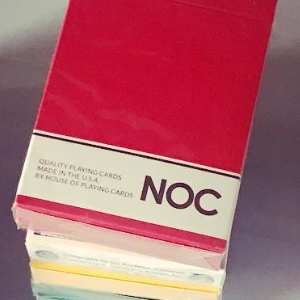 QUALITY PLAYING CARDS
MADE IN THE U.S.A.
BY HOUSE OF PLAYING CARDS
NOC